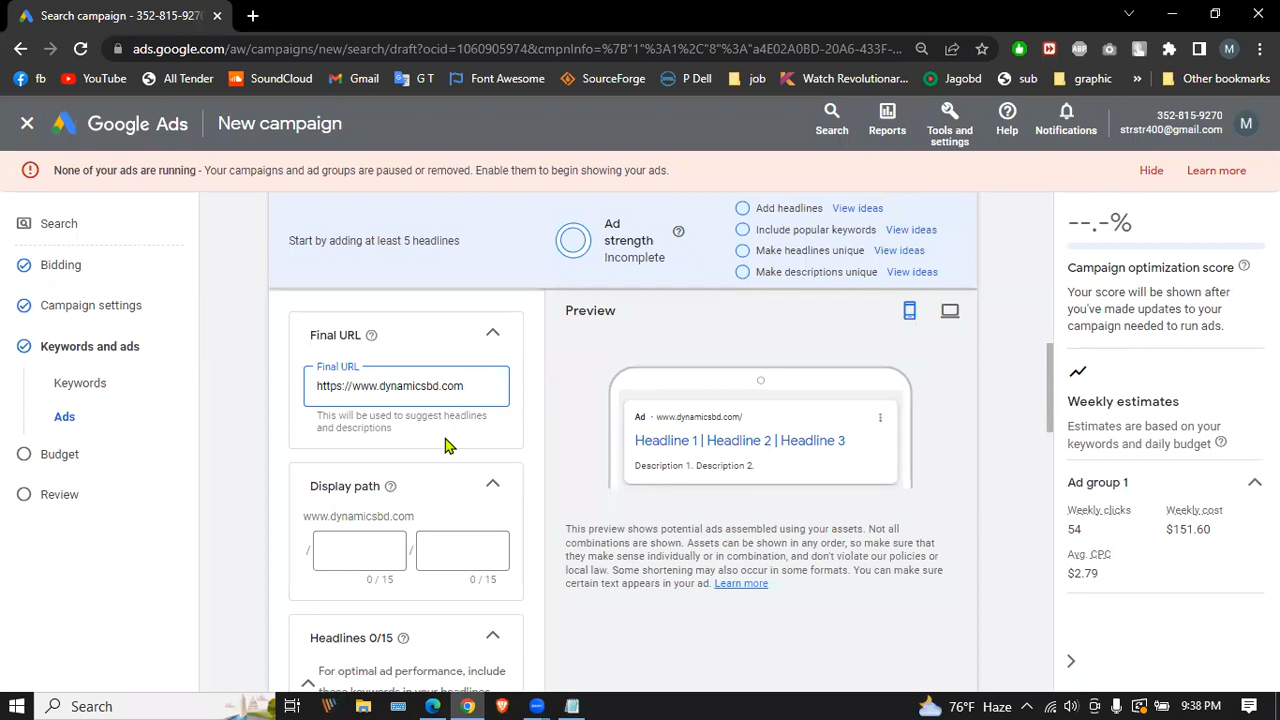 Search campaign - 352-815-9270
ads.google.com/aw/campaigns/new/search/draft?ocid=1060905974&cmpnInfo=%7B"1"%3A1%2C"8"%3A"a4E02A0BD-20A6-433F-...
M
fb
YouTube
All Tender
SoundCloud
Gmail
G T
Font Awesome
SourceForge
P Dell
job
Watch Revolutionar...
Jagobd
sub
graphic
Other bookmarks
Google Ads
New campaign
Search
Reports
Tools and
settings
Help
Notifications
352-815-9270
strstr400@gmail.com
M
None of your ads are running - Your campaigns and ad groups are paused or removed. Enable them to begin showing your ads.
Hide
Learn more
Search
Bidding
Campaign settings
Keywords and ads
Keywords
Ads
Budget
Review
Start by adding at least 5 headlines
Ad
strength
Incomplete
Add headlines View ideas
Include popular keywords View ideas
Make headlines unique View ideas
Make descriptions unique View ideas
Final URL
Final URL
https://www.dynamicsbd.com
This will be used to suggest headlines
and descriptions
Display path
www.dynamicsbd.com
/ /
0 / 15 0 / 15
Headlines 0/15
For optimal ad performance, include
these keywords in your headlines
Preview
Ad · www.dynamicsbd.com/
Headline 1 | Headline 2 | Headline 3
Description 1. Description 2.
This preview shows potential ads assembled using your assets. Not all
combinations are shown. Assets can be shown in any order, so make sure that
they make sense individually or in combination, and don't violate our policies or
local law. Some shortening may also occur in some formats. You can make sure
certain text appears in your ad. Learn more
--.-%
Campaign optimization score
Your score will be shown after
you've made updates to your
campaign needed to run ads.
Weekly estimates
Estimates are based on your
keywords and daily budget
Ad group 1
Weekly clicks Weekly cost
54 $151.60
Avg. CPC
$2.79
Search
76°F Haze
9:38 PM